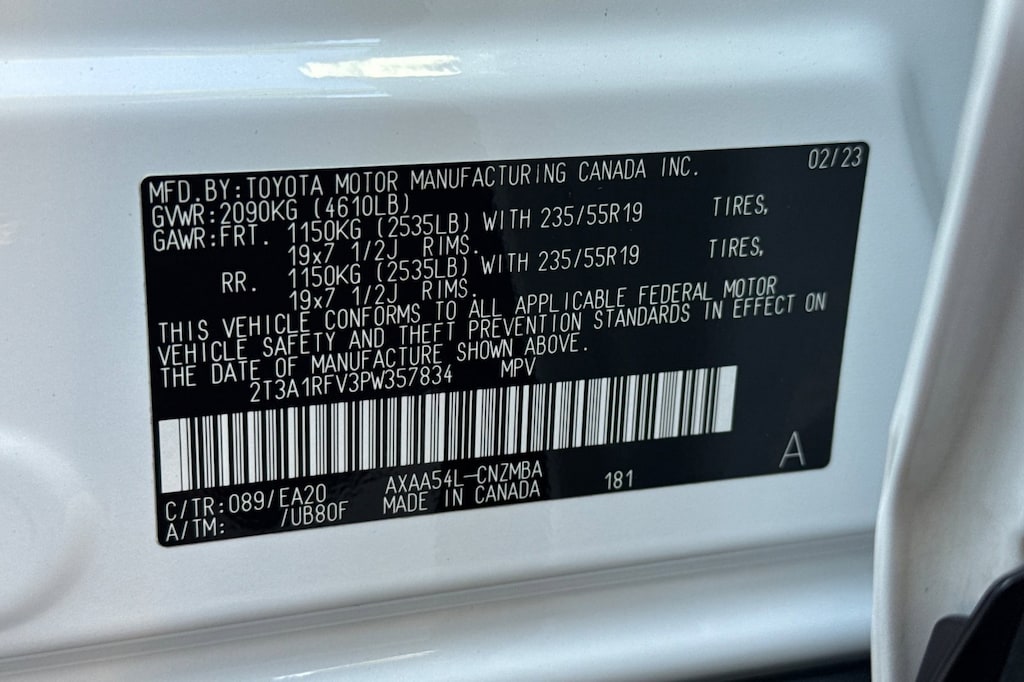 02/23
MFD.BY:TOYOTA MOTOR MANUFACTURING CANADA INC.
GVWR:2090KG (4610LB)
GAWR:FRT. 1150KG (2535LB) WITH 235/55R19 TIRES,
19x7 1/2J RIMS.
RR. 1150KG (2535LB) WITH 235/55R19 TIRES,
19x7 1/2J RIMS.
THIS VEHICLE CONFORMS TO ALL APPLICABLE FEDERAL MOTOR
VEHICLE SAFETY AND THEFT PREVENTION STANDARDS IN EFFECT ON
THE DATE OF MANUFACTURE SHOWN ABOVE.
2T3A1RFV3PW357834 MPV
A
C/TR:089/EA20 AXAA54L-CNZMBA 181
A/TM: /UB80F MADE IN CANADA